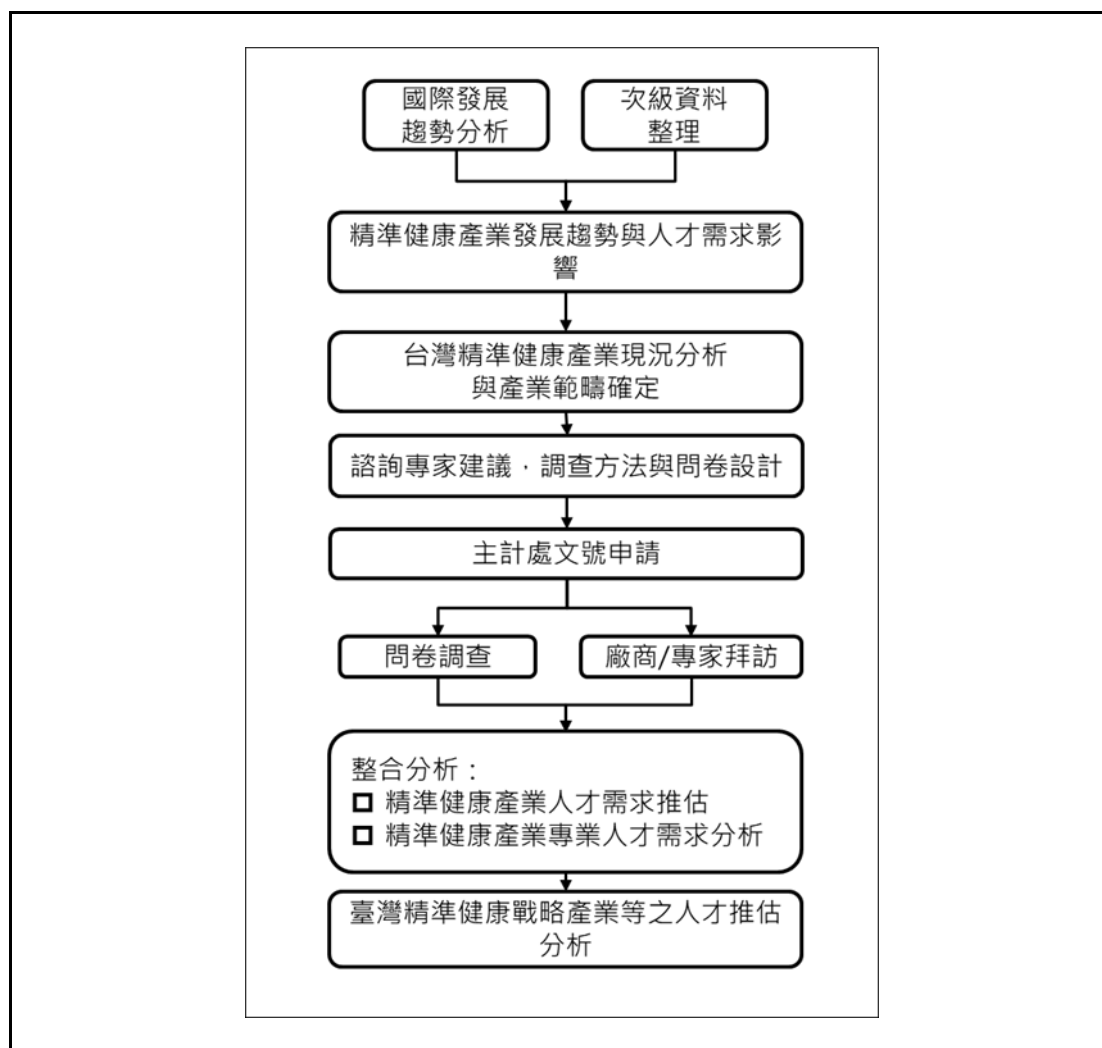 國際發展
趨勢分析
次級資料
整理
精準健康產業發展趨勢與人才需求影
響
台灣精準健康產業現況分析
與產業範疇確定
諮詢專家建議，調查方法與問卷設計
主計處文號申請
問卷調查
廠商/專家拜訪
整合分析：
精準健康產業人才需求推估
精準健康產業專業人才需求分析
臺灣精準健康戰略產業等之人才推估
分析